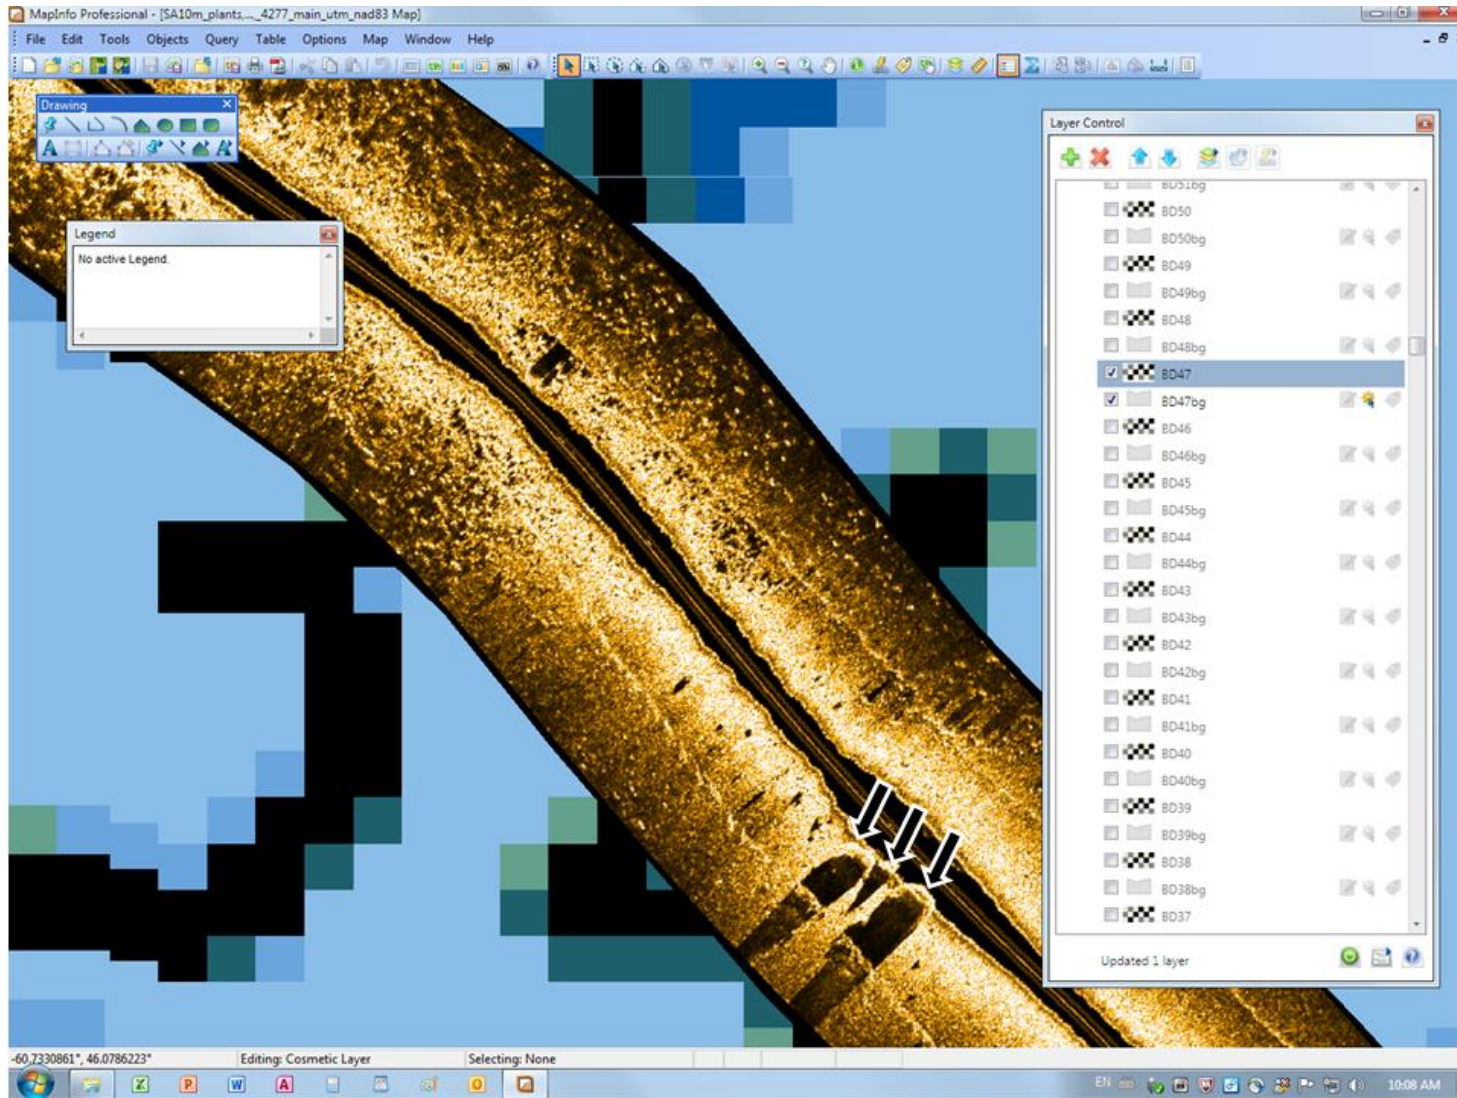 MapInfo Professional - [SA10m_plants,..._4277_main_utm_nad83 Map]
File Edit Tools Objects Query Table Options Map Window Help
Drawing
Legend
No active Legend.
Layer Control
BD51bg
BD50
BD50bg
BD49
BD49bg
BD48
BD48bg
BD47
BD47bg
BD46
BD46bg
BD45
BD45bg
BD44
BD44bg
BD43
BD43bg
BD42
BD42bg
BD41
BD41bg
BD40
BD40bg
BD39
BD39bg
BD38
BD38bg
BD37
Updated 1 layer
-60.7330861°, 46.0786223° Editing: Cosmetic Layer Selecting: None
EN 10:08 AM